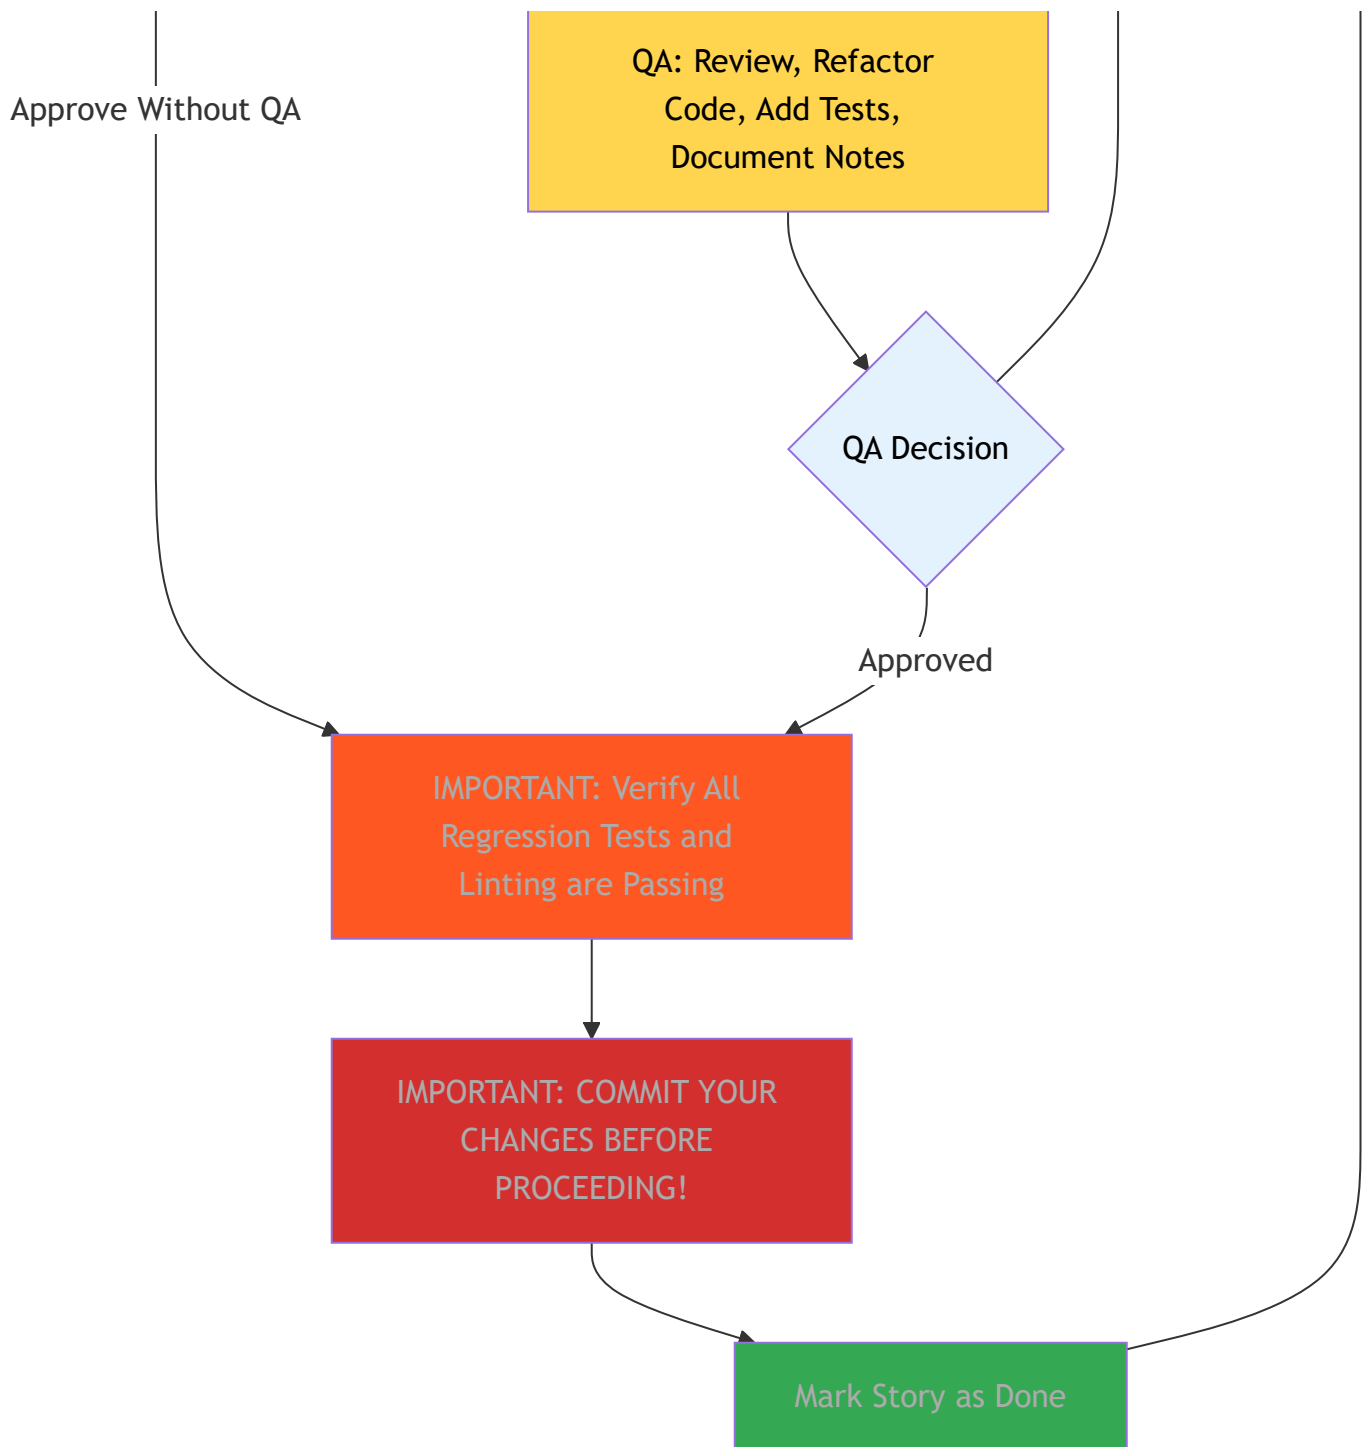 QA: Review, Refactor
Code, Add Tests,
Document Notes
Approve Without QA
QA Decision
Approved
IMPORTANT: Verify All
Regression Tests and
Linting are Passing
IMPORTANT: COMMIT YOUR
CHANGES BEFORE
PROCEEDING!
Mark Story as Done